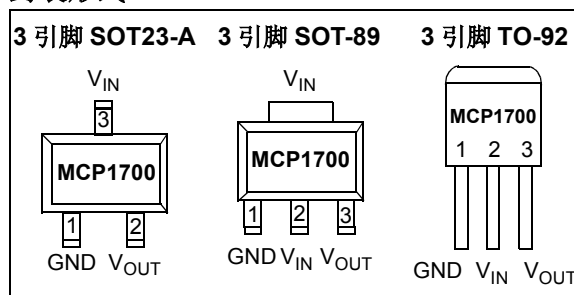 3 引脚 SOT23-A 3 引脚 SOT-89 3 引脚 TO-92
VIN
3
MCP1700
1 2
GND VOUT
MCP1700
1 2 3
GND VIN VOUT
MCP1700
1 2 3
GND VIN VOUT